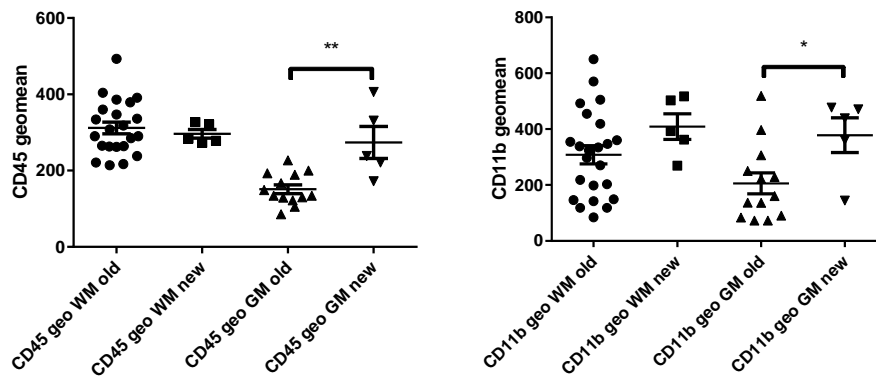 600
400
200
0
CD45 geomean
**
CD45 geo WM old
CD45 geo WM new
CD45 geo GM old
CD45 geo GM new
800
600
400
200
0
CD11b geomean
*
CD11b geo WM old
CD11b geo WM new
CD11b geo GM old
CD11b geo GM new